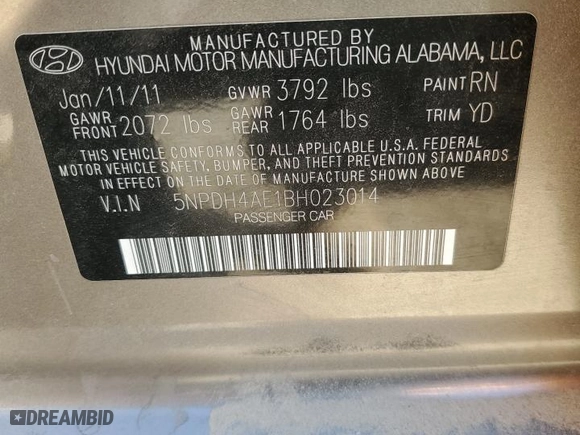 MANUFACTURED BY
HYUNDAI MOTOR MANUFACTURING ALABAMA, LLC
Jan/11/11 GVWR 3792 lbs PAINT RN
GAWR FRONT 2072 lbs GAWR REAR 1764 lbs TRIM YD
THIS VEHICLE CONFORMS TO ALL APPLICABLE U.S.A. FEDERAL
MOTOR VEHICLE SAFETY, BUMPER, AND THEFT PREVENTION
STANDARDS IN EFFECT ON THE DATE OF MANUFACTURE SHOWN ABOVE
V.I.N 5NPDH4AE1BH023014
PASSENGER CAR
DREAMBID